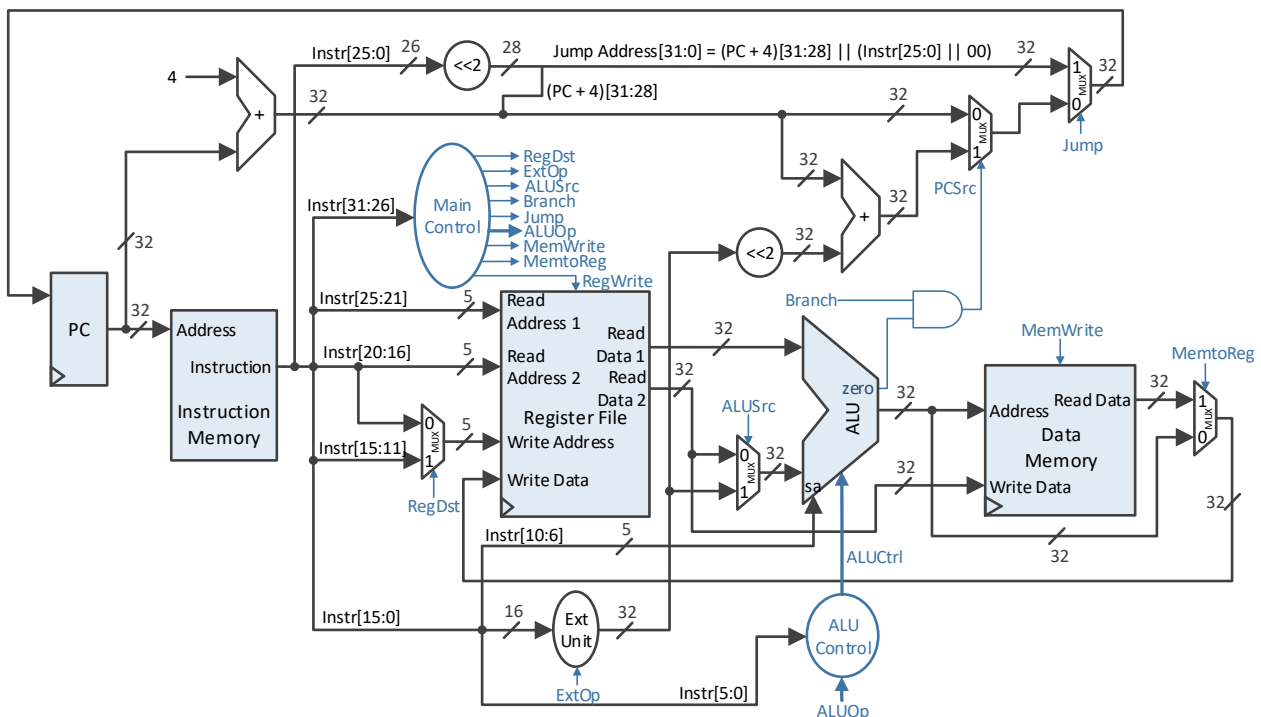 Instr[25:0]
26
<<2
28
Jump Address[31:0] = (PC + 4)[31:28] || (Instr[25:0] || 00)
32
1
MUX
0
32
Jump
4
+
32
(PC + 4)[31:28]
32
0
MUX
1
PCSrc
Main
Control
RegDst
ExtOp
ALUSrc
Branch
Jump
ALUOp
MemWrite
MemtoReg
RegWrite
32
+
32
<<2
32
Instr[31:26]
32
PC
32
Address
Instruction
Instruction
Memory
Instr[25:21]
5
Instr[20:16]
5
Instr[15:11]
0
MUX
1
RegDst
5
Read
Address 1
Read
Address 2
Read
Data 1
Read
Data 2
Register File
Write Address
Write Data
32
32
ALUSrc
0
MUX
1
32
Branch
zero
ALU
sa
32
32
MemWrite
Address
Read Data
Data
Memory
Write Data
32
MemtoReg
1
MUX
0
32
32
Instr[10:6]
5
ALUCtrl
Instr[15:0]
16
Ext
Unit
32
ExtOp
ALU
Control
Instr[5:0]
ALUOp